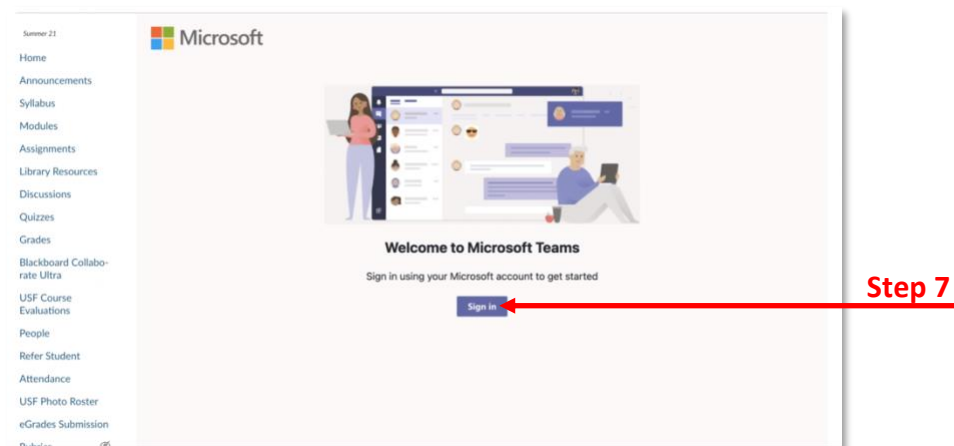 Summer 21
Microsoft
Home
Announcements
Syllabus
Modules
Assignments
Library Resources
Discussions
Quizzes
Grades
Blackboard Collabo-
rate Ultra
USF Course
Evaluations
People
Refer Student
Attendance
USF Photo Roster
eGrades Submission
Rubrics
Welcome to Microsoft Teams
Sign in using your Microsoft account to get started
Sign in
Step 7